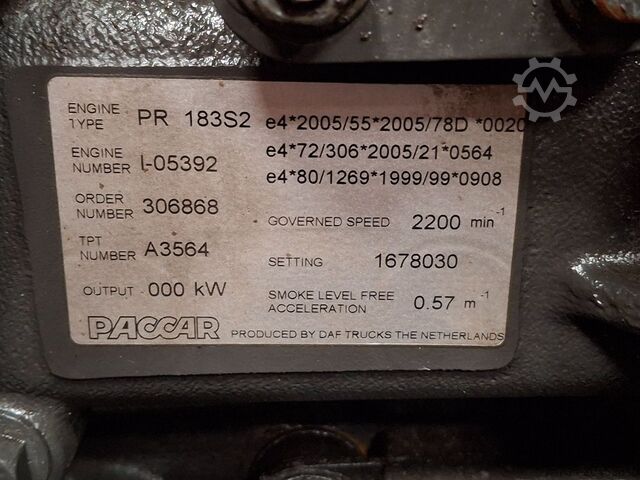 ENGINE TYPE PR 183S2 e4*2005/55*2005/78D *0020
ENGINE NUMBER I-05392 e4*72/306*2005/21*0564
e4*80/1269*1999/99*0908
ORDER NUMBER 306868 GOVERNED SPEED 2200 min-1
TPT NUMBER A3564 SETTING 1678030
OUTPUT 000 kW SMOKE LEVEL FREE ACCELERATION 0.57 m-1
PACCAR PRODUCED BY DAF TRUCKS THE NETHERLANDS